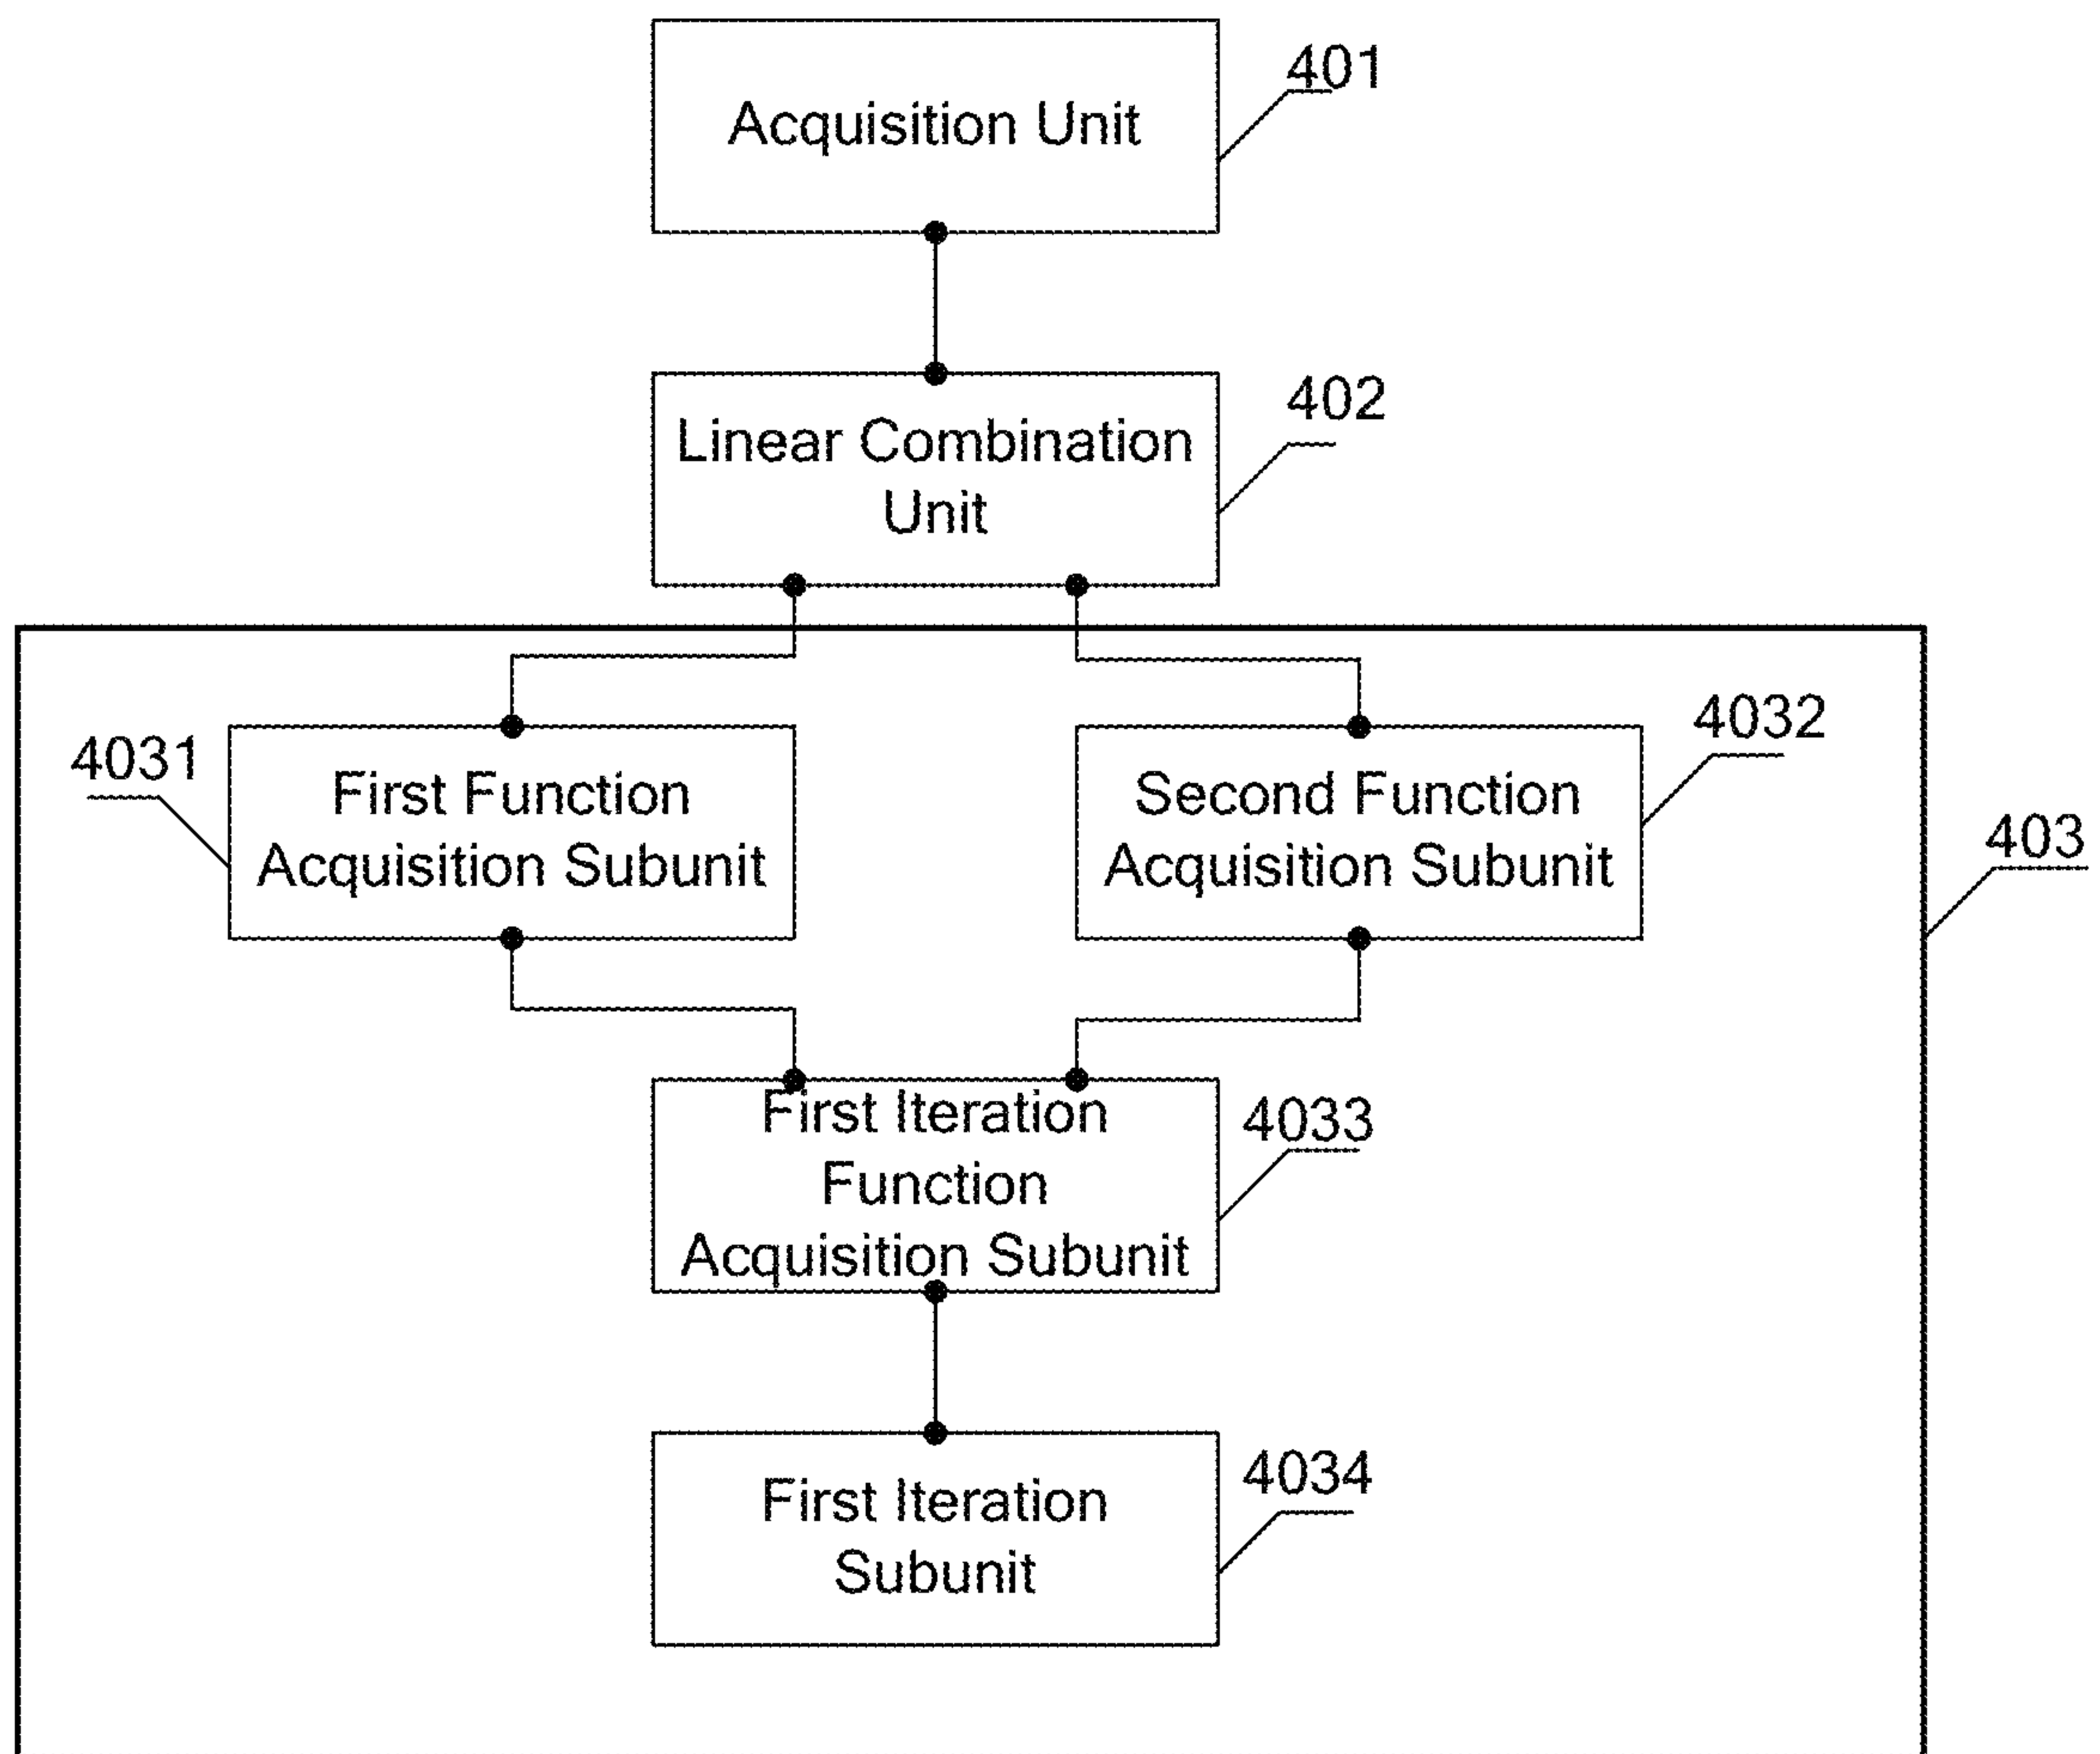 Acquisition Unit
401
Linear Combination
Unit
402
4031
First Function
Acquisition Subunit
Second Function
Acquisition Subunit
4032
403
First Iteration
Function
Acquisition Subunit
4033
First Iteration
Subunit
4034